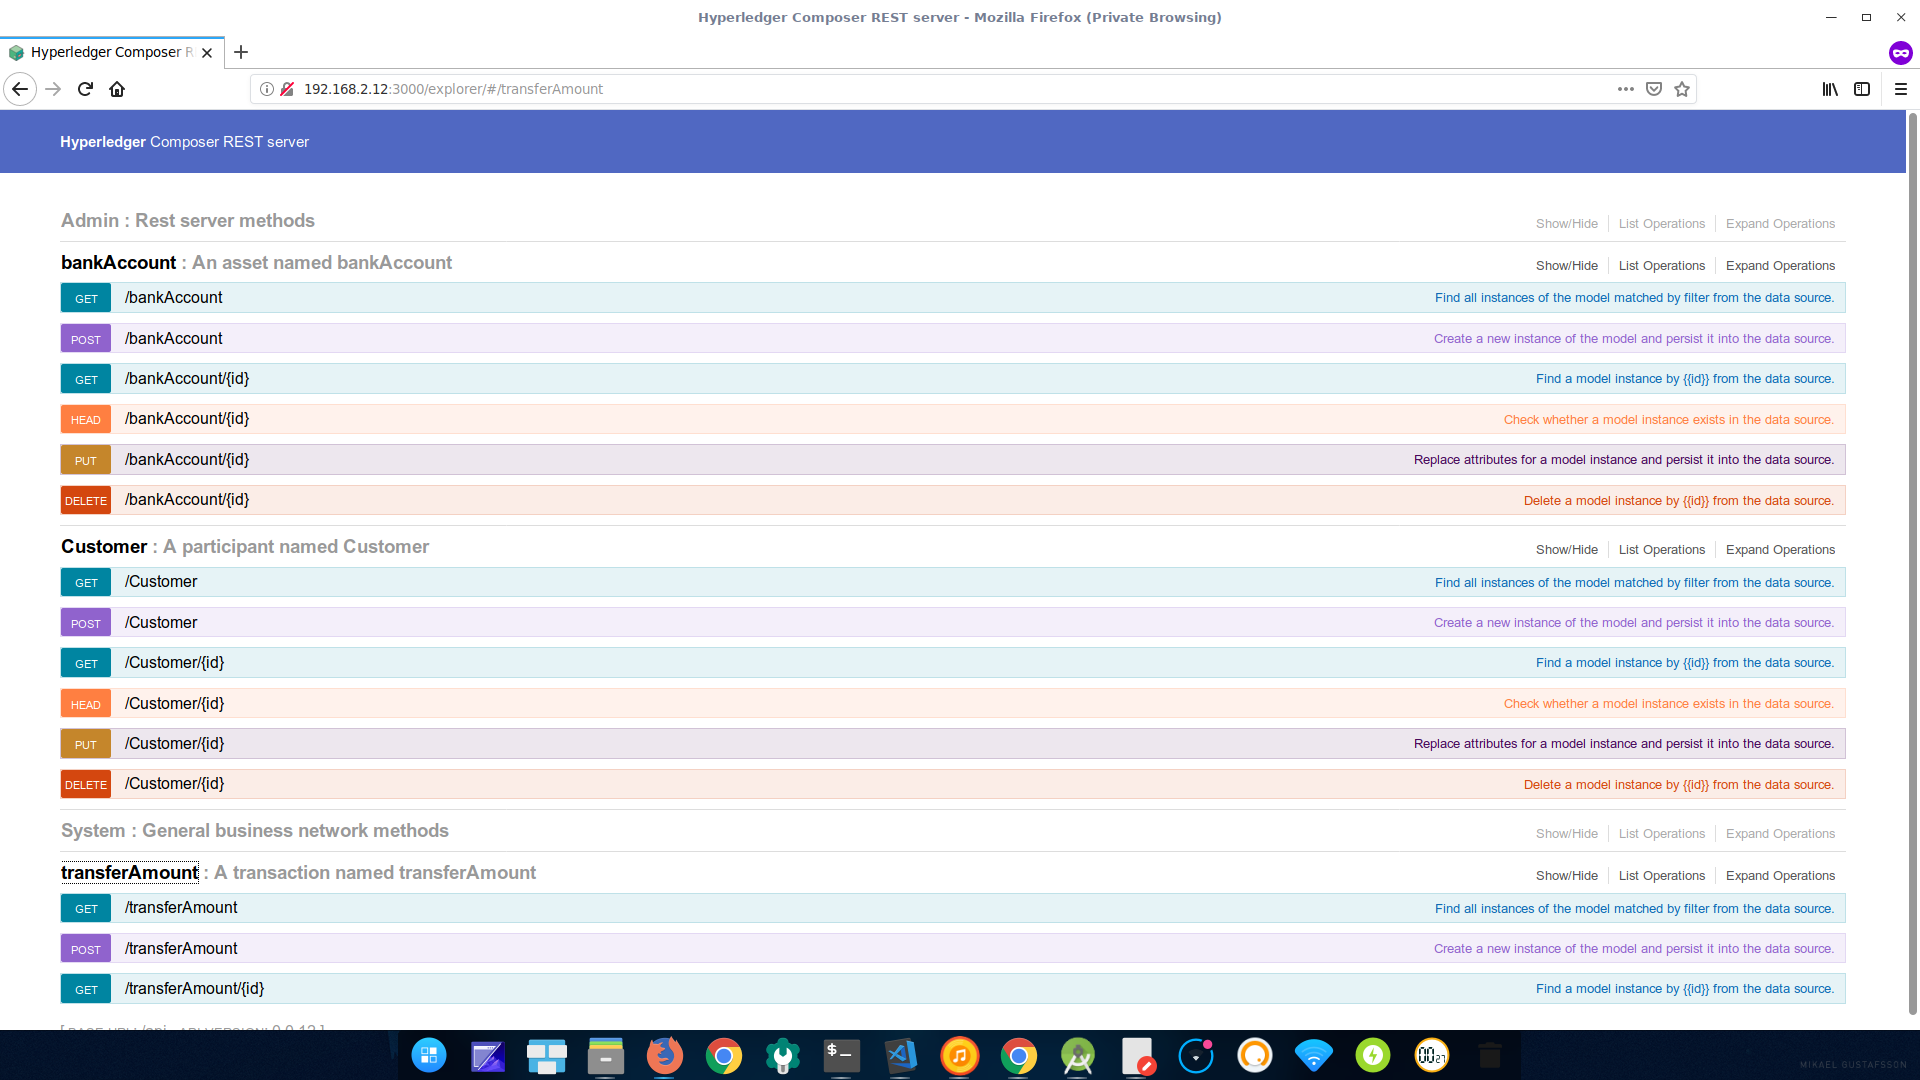 Hyperledger Composer REST server - Mozilla Firefox (Private Browsing)
Hyperledger Composer R
192.168.2.12:3000/explorer/#/transferAmount
Hyperledger Composer REST server
Admin : Rest server methods Show/Hide List Operations Expand Operations
bankAccount : An asset named bankAccount Show/Hide List Operations Expand Operations
GET /bankAccount Find all instances of the model matched by filter from the data source.
POST /bankAccount Create a new instance of the model and persist it into the data source.
GET /bankAccount/{id} Find a model instance by {{id}} from the data source.
HEAD /bankAccount/{id} Check whether a model instance exists in the data source.
PUT /bankAccount/{id} Replace attributes for a model instance and persist it into the data source.
DELETE /bankAccount/{id} Delete a model instance by {{id}} from the data source.
Customer : A participant named Customer Show/Hide List Operations Expand Operations
GET /Customer Find all instances of the model matched by filter from the data source.
POST /Customer Create a new instance of the model and persist it into the data source.
GET /Customer/{id} Find a model instance by {{id}} from the data source.
HEAD /Customer/{id} Check whether a model instance exists in the data source.
PUT /Customer/{id} Replace attributes for a model instance and persist it into the data source.
DELETE /Customer/{id} Delete a model instance by {{id}} from the data source.
System : General business network methods Show/Hide List Operations Expand Operations
transferAmount : A transaction named transferAmount Show/Hide List Operations Expand Operations
GET /transferAmount Find all instances of the model matched by filter from the data source.
POST /transferAmount Create a new instance of the model and persist it into the data source.
GET /transferAmount/{id} Find a model instance by {{id}} from the data source.
$_
00:27
MIKAEL GUSTAFSSON